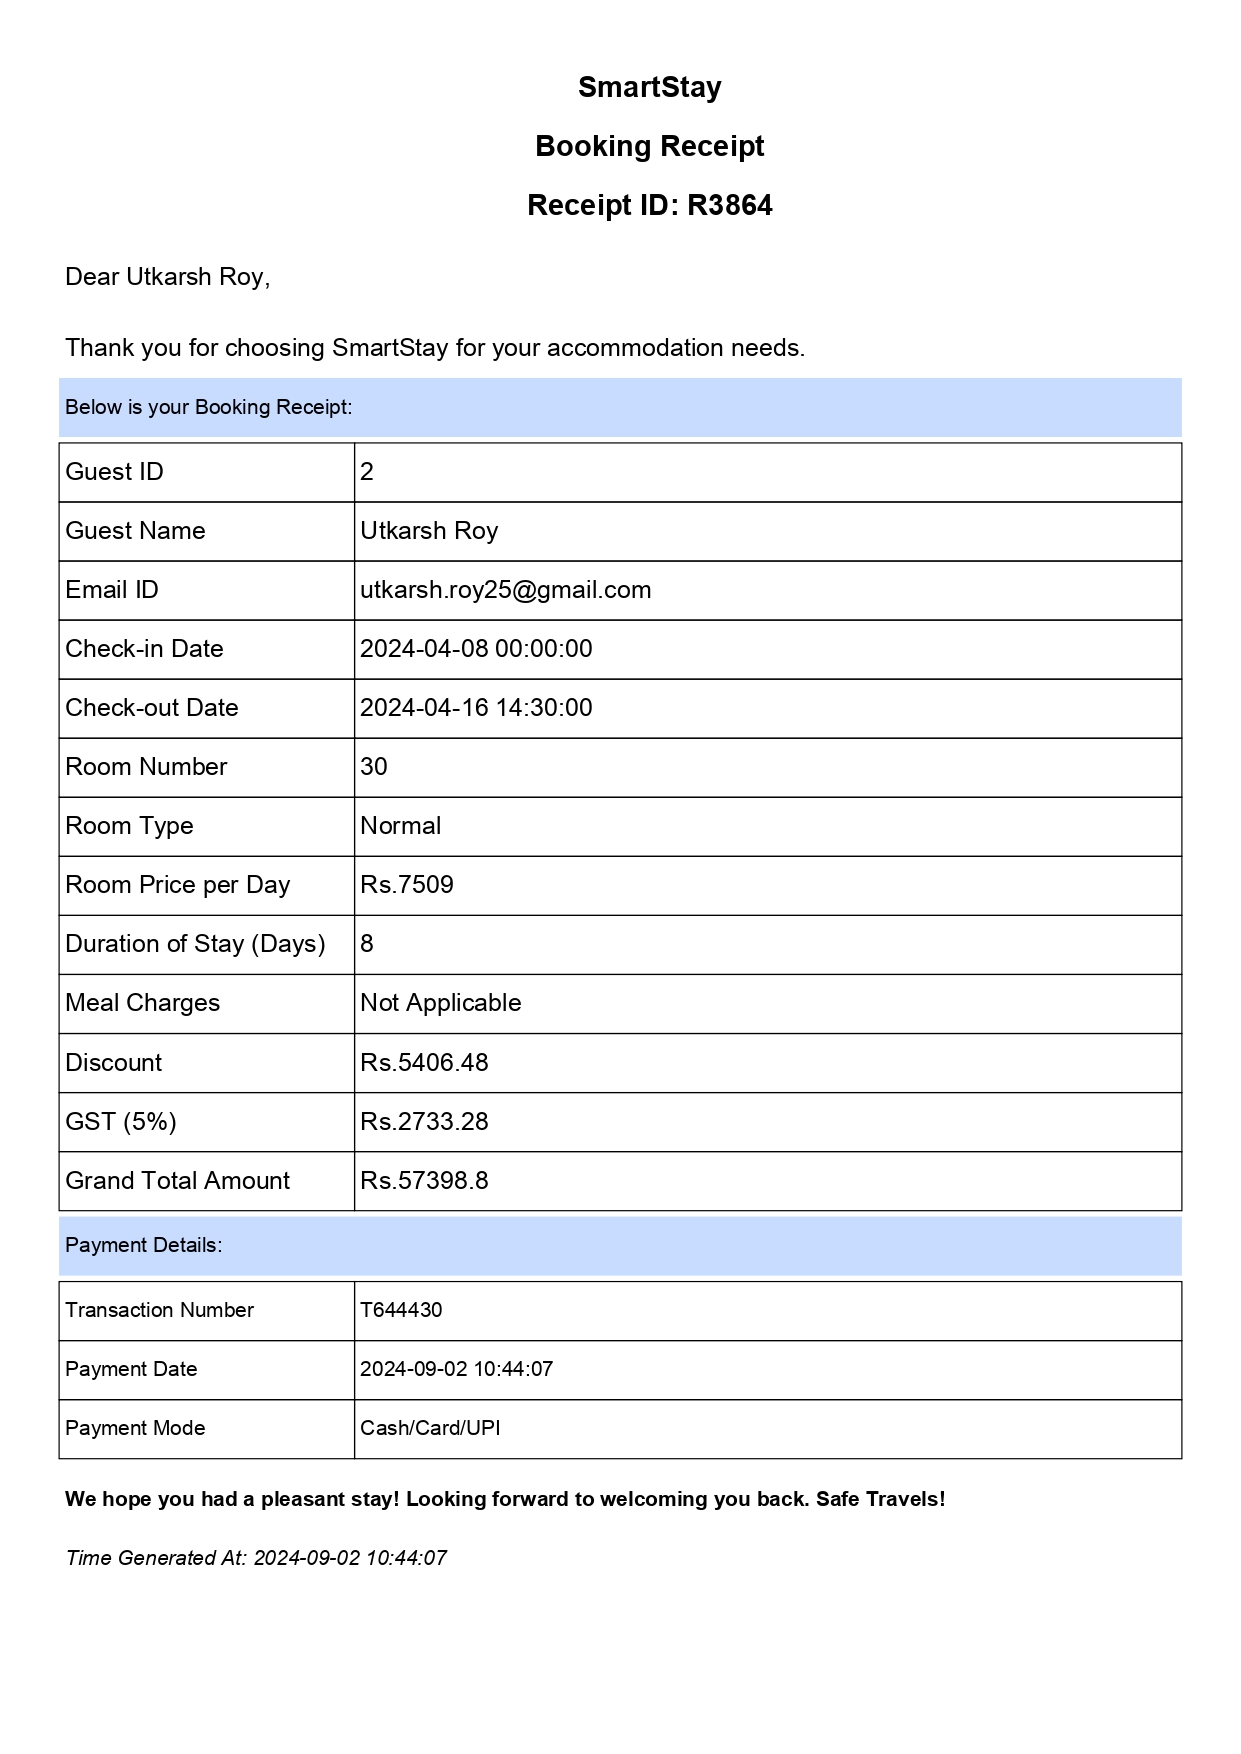 SmartStay
Booking Receipt
Receipt ID: R3864
Dear Utkarsh Roy,
Thank you for choosing SmartStay for your accommodation needs.
Below is your Booking Receipt:
Guest ID 2
Guest Name Utkarsh Roy
Email ID utkarsh.roy25@gmail.com
Check-in Date 2024-04-08 00:00:00
Check-out Date 2024-04-16 14:30:00
Room Number 30
Room Type Normal
Room Price per Day Rs.7509
Duration of Stay (Days) 8
Meal Charges Not Applicable
Discount Rs.5406.48
GST (5%) Rs.2733.28
Grand Total Amount Rs.57398.8
Payment Details:
Transaction Number T644430
Payment Date 2024-09-02 10:44:07
Payment Mode Cash/Card/UPI
We hope you had a pleasant stay! Looking forward to welcoming you back. Safe Travels!
Time Generated At: 2024-09-02 10:44:07